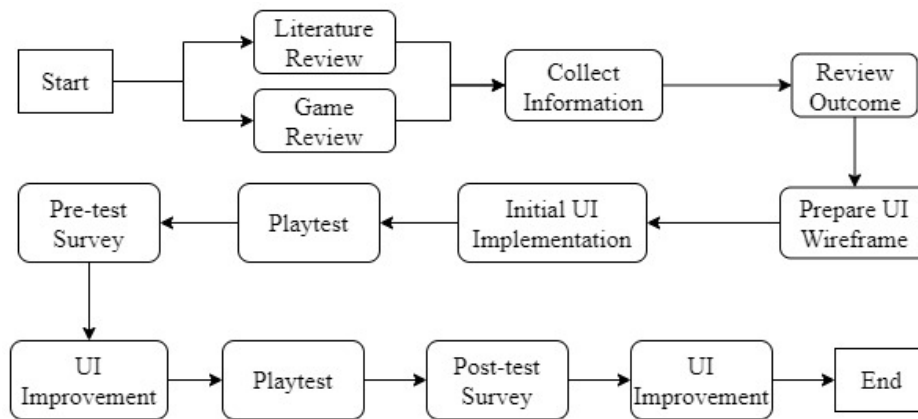 Start
Literature
Review
Game
Review
Collect
Information
Review
Outcome
Prepare UI
Wireframe
Initial UI
Implementation
Playtest
Pre-test
Survey
UI
Improvement
Playtest
Post-test
Survey
UI
Improvement
End